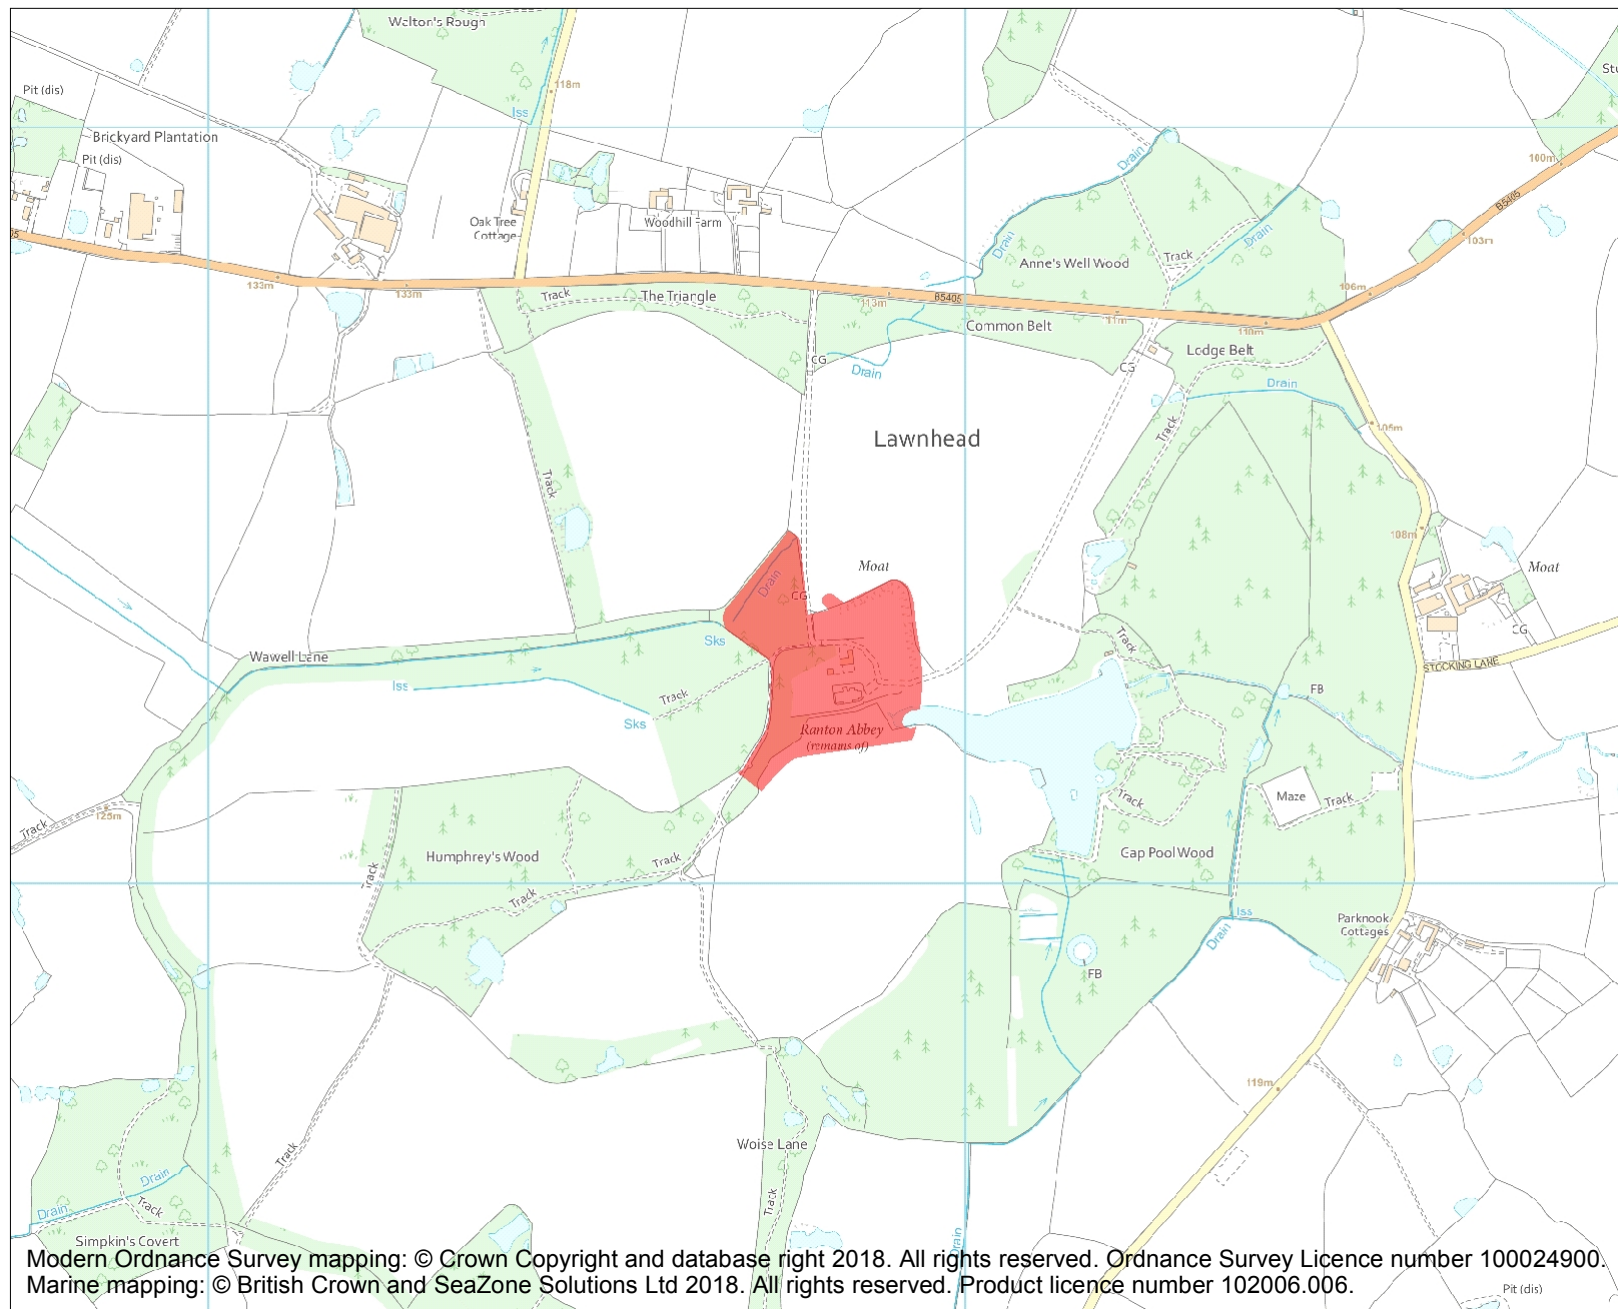 Walton's Rough
Pit (dis)
118m
Iss
Brickyard Plantation
Pit (dis)
100m
Drain
B5405
Oak Tree
Cottage
Woodhill Farm
Drain
Drain
103m
Anne's Well Wood
Track
133m
133m
Track
The Triangle
113m
B5405
106m
110m
Common Belt
CG
Drain
CG
Lodge Belt
Drain
105m
Track
Lawnhead
Track
108m
Moat
Moat
Drain
CG
CG
Sks
Track
Wawell Lane
STOCKING LANE
Iss
Track
FB
Sks
Ranton Abbey
(remains of)
Maze
Track
Track
125m
Track
Humphrey's Wood
Track
Gap Pool Wood
Track
Track
Iss
Parknook
Cottages
Drain
FB
119m
Woise Lane
Track
Drain
Track
Track
Drain
Drain
Simpkin's Covert
Modern Ordnance Survey mapping: © Crown Copyright and database right 2018. All rights reserved. Ordnance Survey Licence number 100024900.
Marine mapping: © British Crown and SeaZone Solutions Ltd 2018. All rights reserved. Product licence number 102006.006.
Pit (dis)